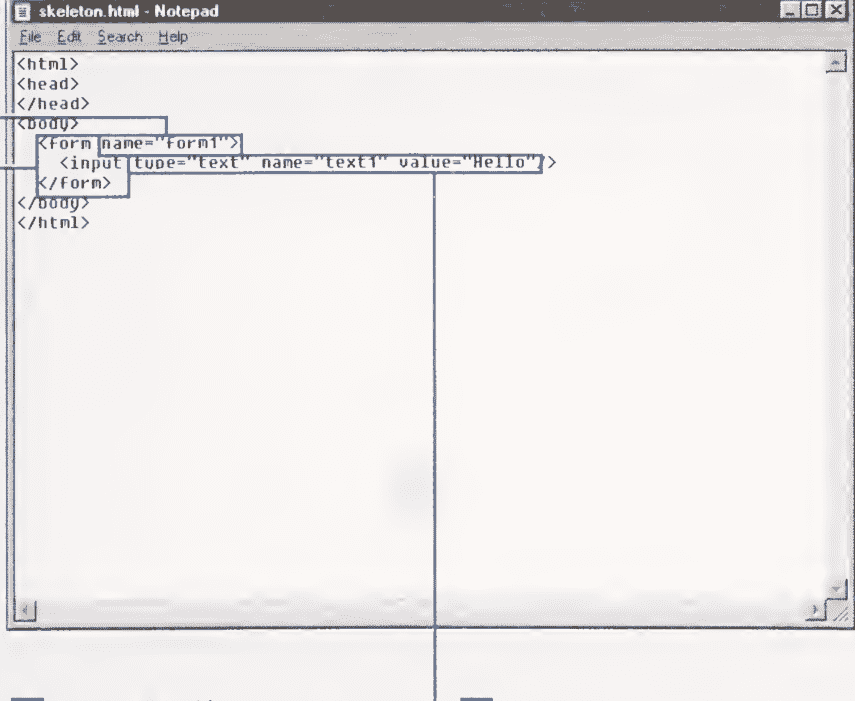 skeleton.html - Notepad
File Edit Search Help
<html>
<head>
</head>
<body>
<form name="form1">
<input type="text" name="text1" value="Hello"/>
</form>
</body>
</html>